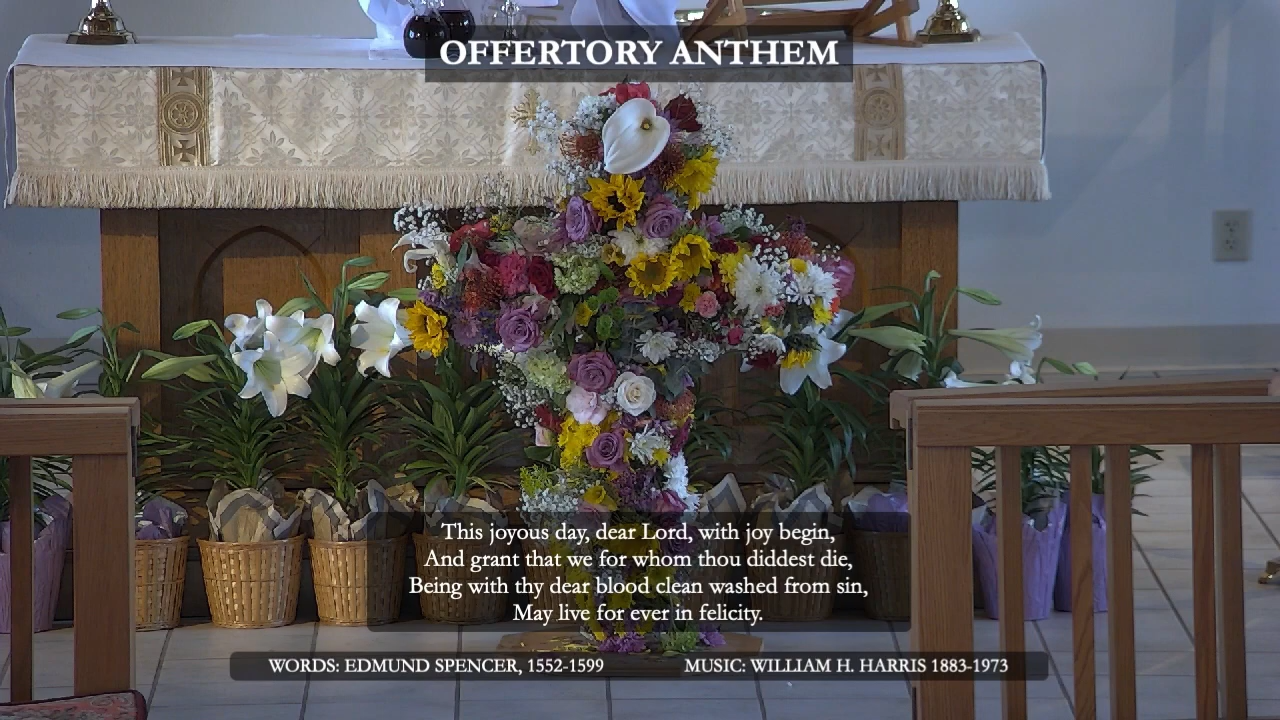 OFFERTORY ANTHEM
This joyous day, dear Lord, with joy begin,
And grant that we for whom thou diddest die,
Being with thy dear blood clean washed from sin,
May live for ever in felicity.
WORDS: EDMUND SPENCER, 1552-1599 MUSIC: WILLIAM H. HARRIS 1883-1973